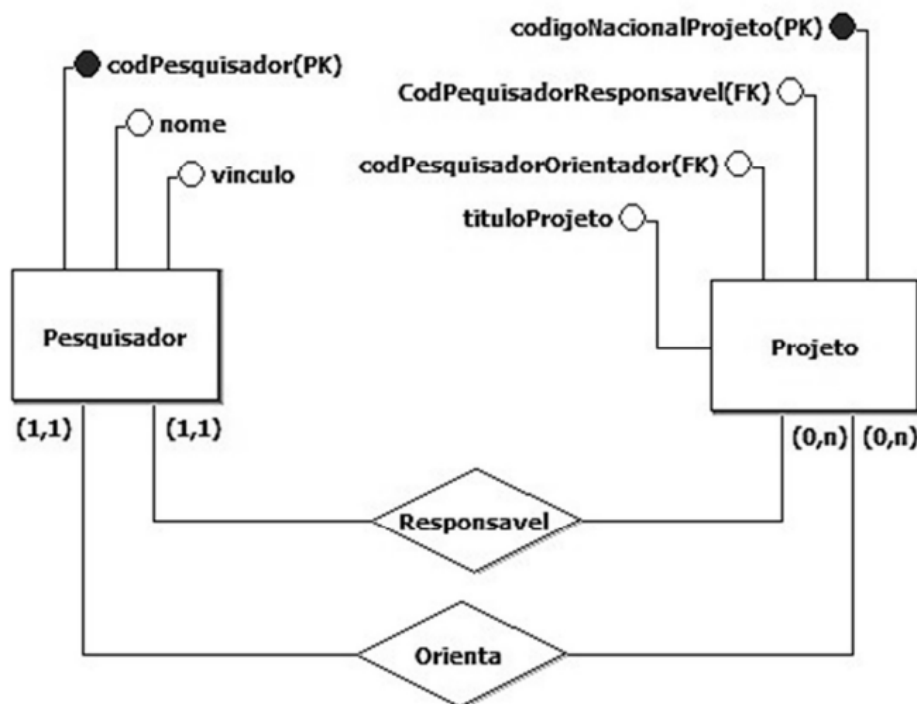 codigoNacionalProjeto(PK)
codPesquisador(PK)
CodPequisadorResponsavel(FK)
nome
codPesquisadorOrientador(FK)
vinculo
tituloProjeto
Pesquisador
Projeto
(1,1)
(1,1)
(0,n)
(0,n)
Responsavel
Orienta